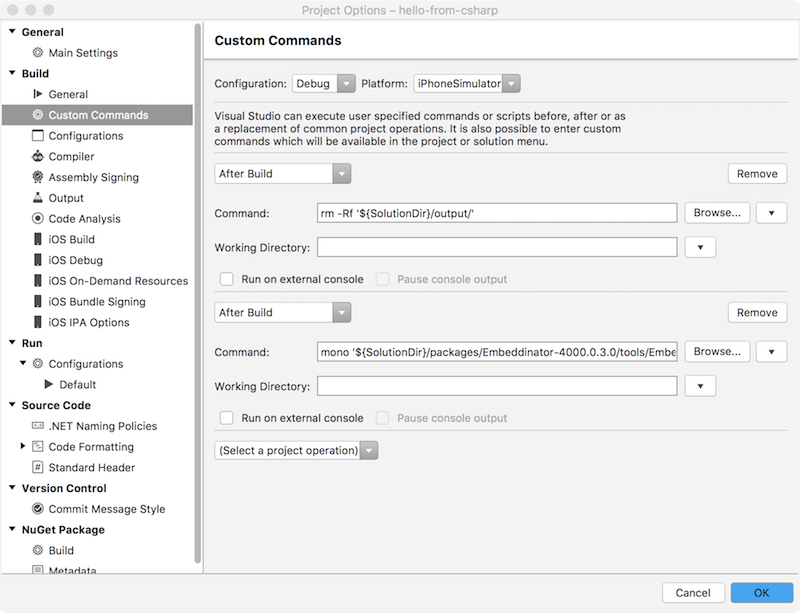 Project Options – hello-from-csharp
General
Main Settings
Build
General
Custom Commands
Configurations
Compiler
Assembly Signing
Output
Code Analysis
iOS Build
iOS Debug
iOS On-Demand Resources
iOS Bundle Signing
iOS IPA Options
Run
Configurations
Default
Source Code
.NET Naming Policies
Code Formatting
Standard Header
Version Control
Commit Message Style
NuGet Package
Build
Metadata
Custom Commands
Configuration: Debug Platform: iPhoneSimulator
Visual Studio can execute user specified commands or scripts before, after or as
a replacement of common project operations. It is also possible to enter custom
commands which will be available in the project or solution menu.
After Build Remove
Command: rm -Rf '${SolutionDir}/output/' Browse...
Working Directory:
Run on external console Pause console output
After Build Remove
Command: mono '${SolutionDir}/packages/Embeddinator-4000.0.3.0/tools/Embe Browse...
Working Directory:
Run on external console Pause console output
(Select a project operation)
Cancel OK